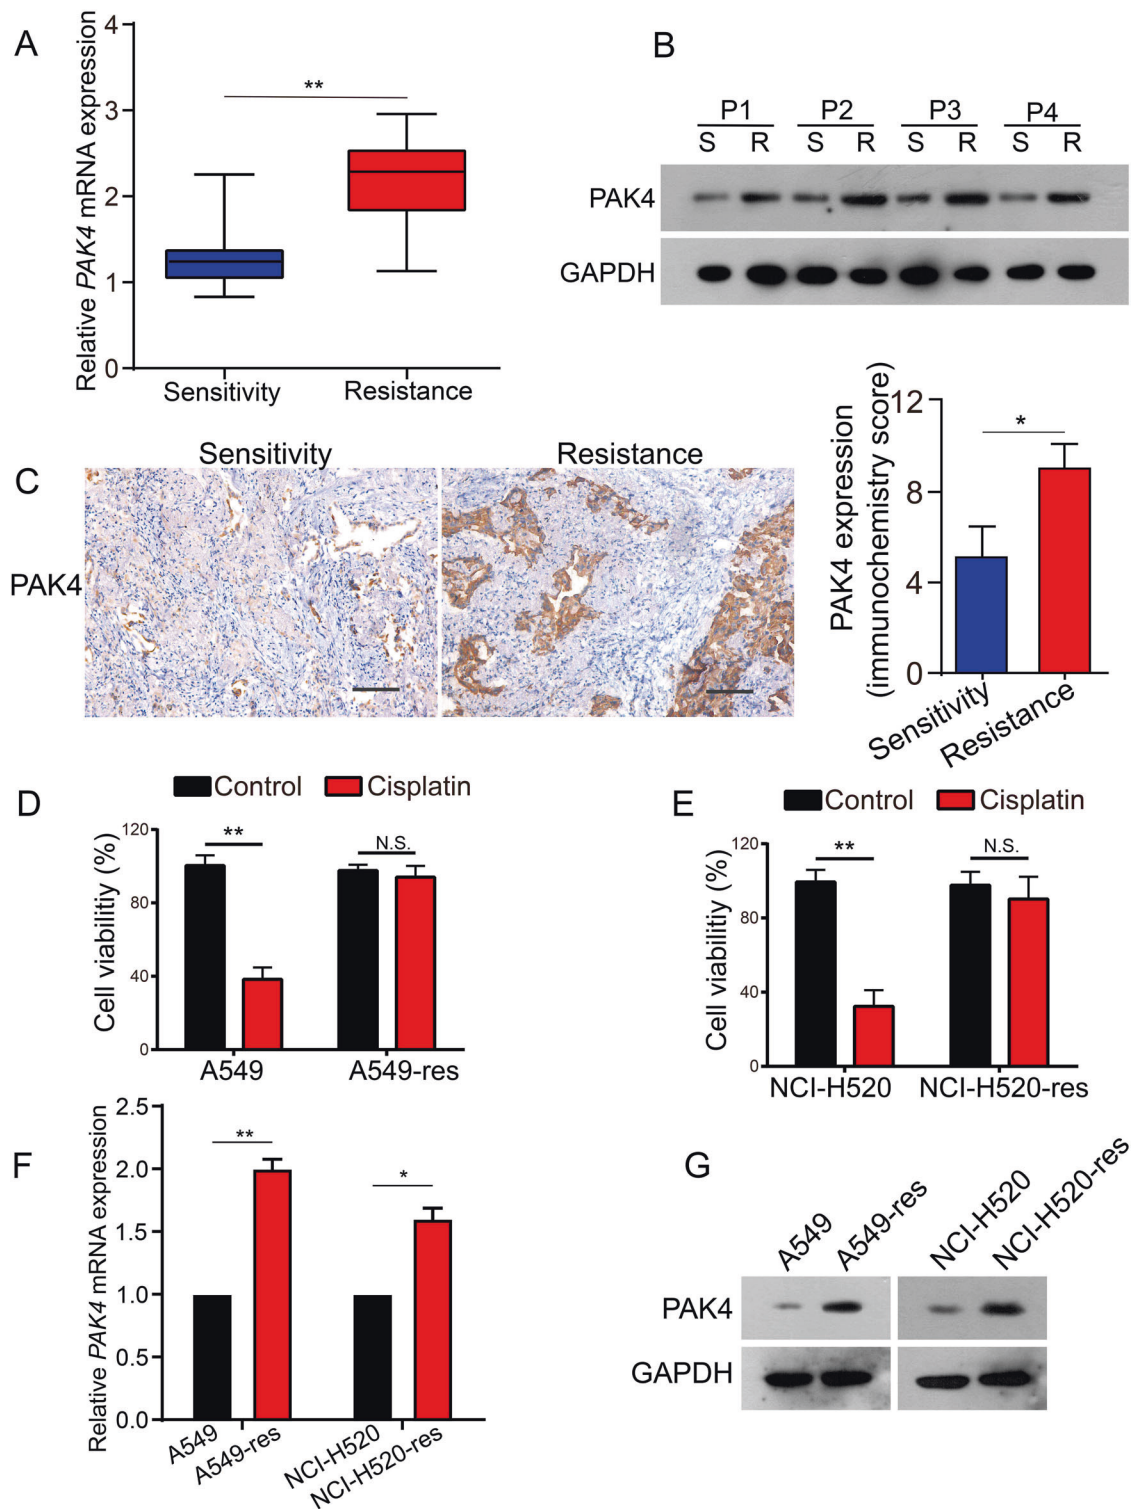 A
Relative PAK4 mRNA expression
4
3
2
1
0
**
Sensitivity
Resistance
B
P1 P2 P3 P4
S R S R S R S R
PAK4
GAPDH
C
Sensitivity
Resistance
PAK4
PAK4 expression
(immunochemistry score)
12
8
4
0
*
Sensitivity
Resistance
D
Control
Cisplatin
Cell viabilitiy (%)
120
80
40
0
**
N.S.
A549
A549-res
E
Control
Cisplatin
Cell viabilitiy (%)
120
80
40
0
**
N.S.
NCI-H520
NCI-H520-res
F
Relative PAK4 mRNA expression
2.5
2.0
1.5
1.0
0.5
0.0
**
*
A549
A549-res
NCI-H520
NCI-H520-res
G
A549
A549-res
NCI-H520
NCI-H520-res
PAK4
GAPDH